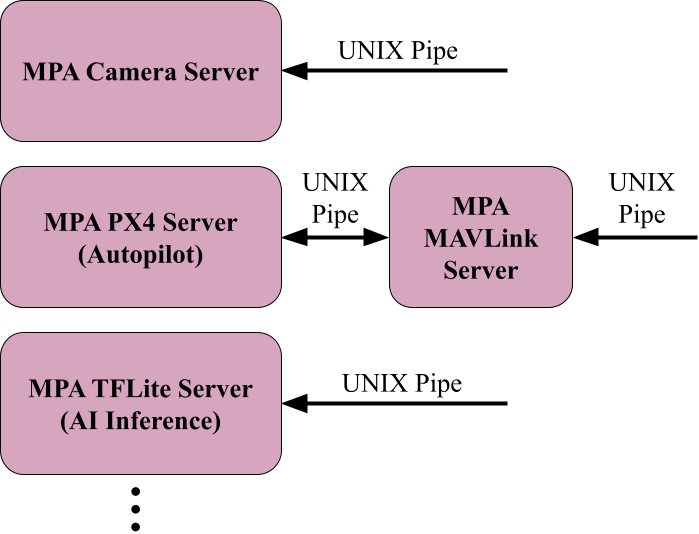 UNIX Pipe
MPA Camera Server
UNIX
Pipe
UNIX
Pipe
MPA PX4 Server
(Autopilot)
MPA
MAVLink
Server
UNIX Pipe
MPA TFLite Server
(AI Inference)